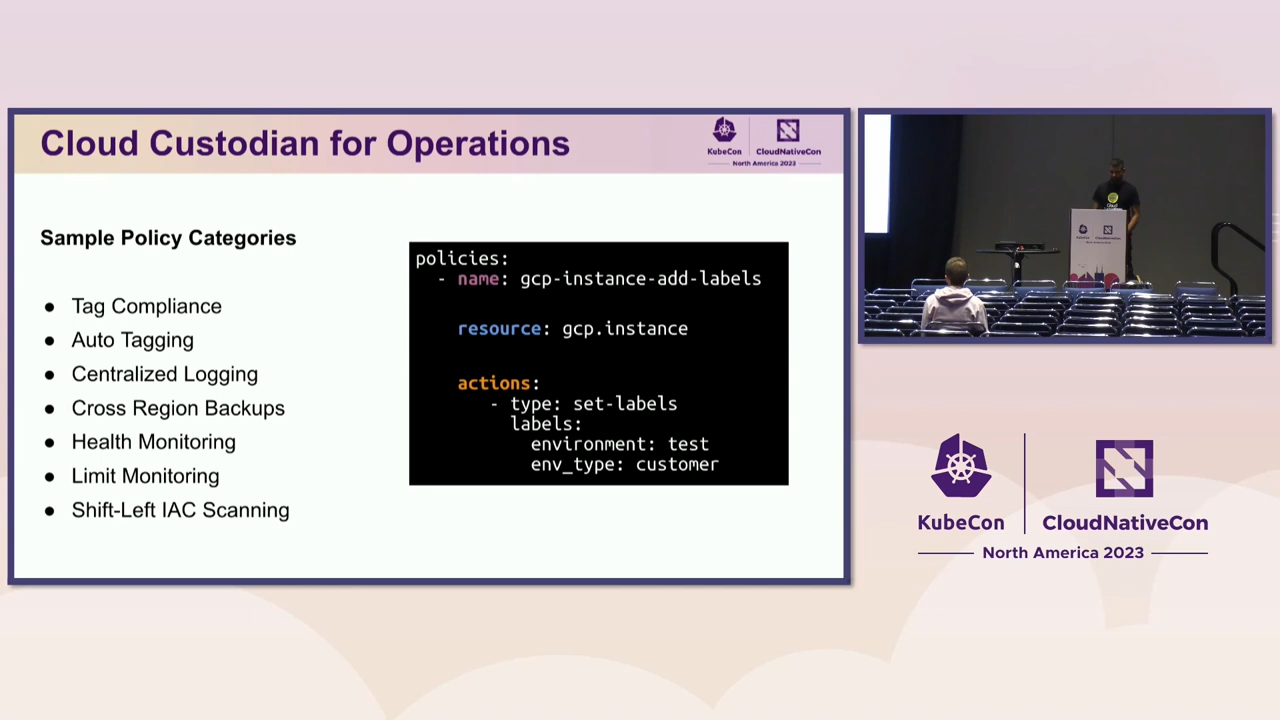 Cloud Custodian for Operations
KubeCon
CloudNativeCon
North America 2023
Sample Policy Categories
● Tag Compliance
● Auto Tagging
● Centralized Logging
● Cross Region Backups
● Health Monitoring
● Limit Monitoring
● Shift-Left IAC Scanning
policies:
- name: gcp-instance-add-labels
resource: gcp.instance
actions:
- type: set-labels
labels:
environment: test
env_type: customer
KubeCon
CloudNativeCon
North America 2023